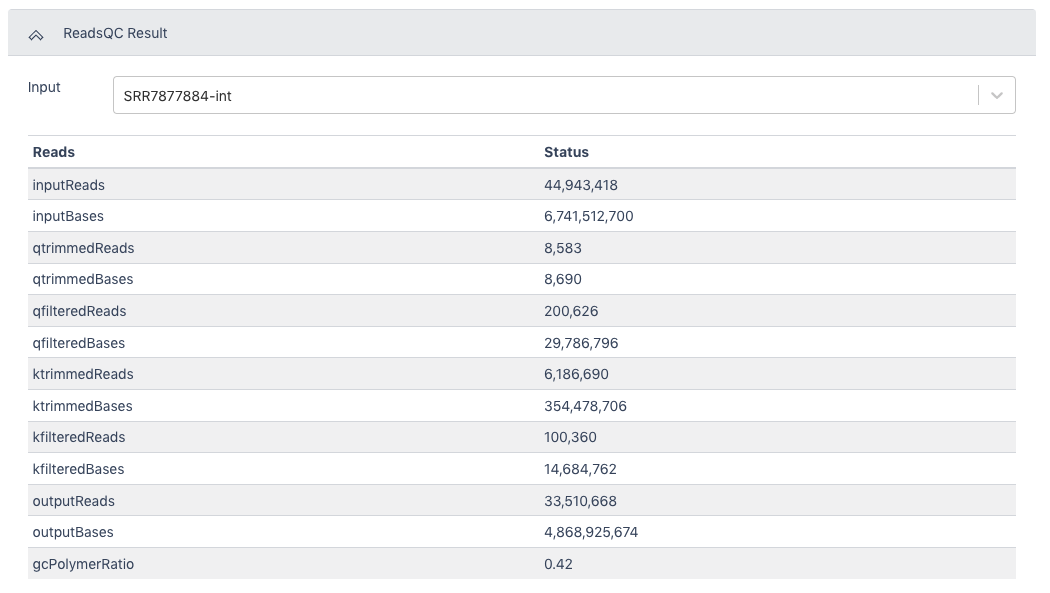 ReadsQC Result
Input
SRR7877884-int
Reads Status
inputReads 44,943,418
inputBases 6,741,512,700
qtrimmedReads 8,583
qtrimmedBases 8,690
qfilteredReads 200,626
qfilteredBases 29,786,796
ktrimmedReads 6,186,690
ktrimmedBases 354,478,706
kfilteredReads 100,360
kfilteredBases 14,684,762
outputReads 33,510,668
outputBases 4,868,925,674
gcPolymerRatio 0.42